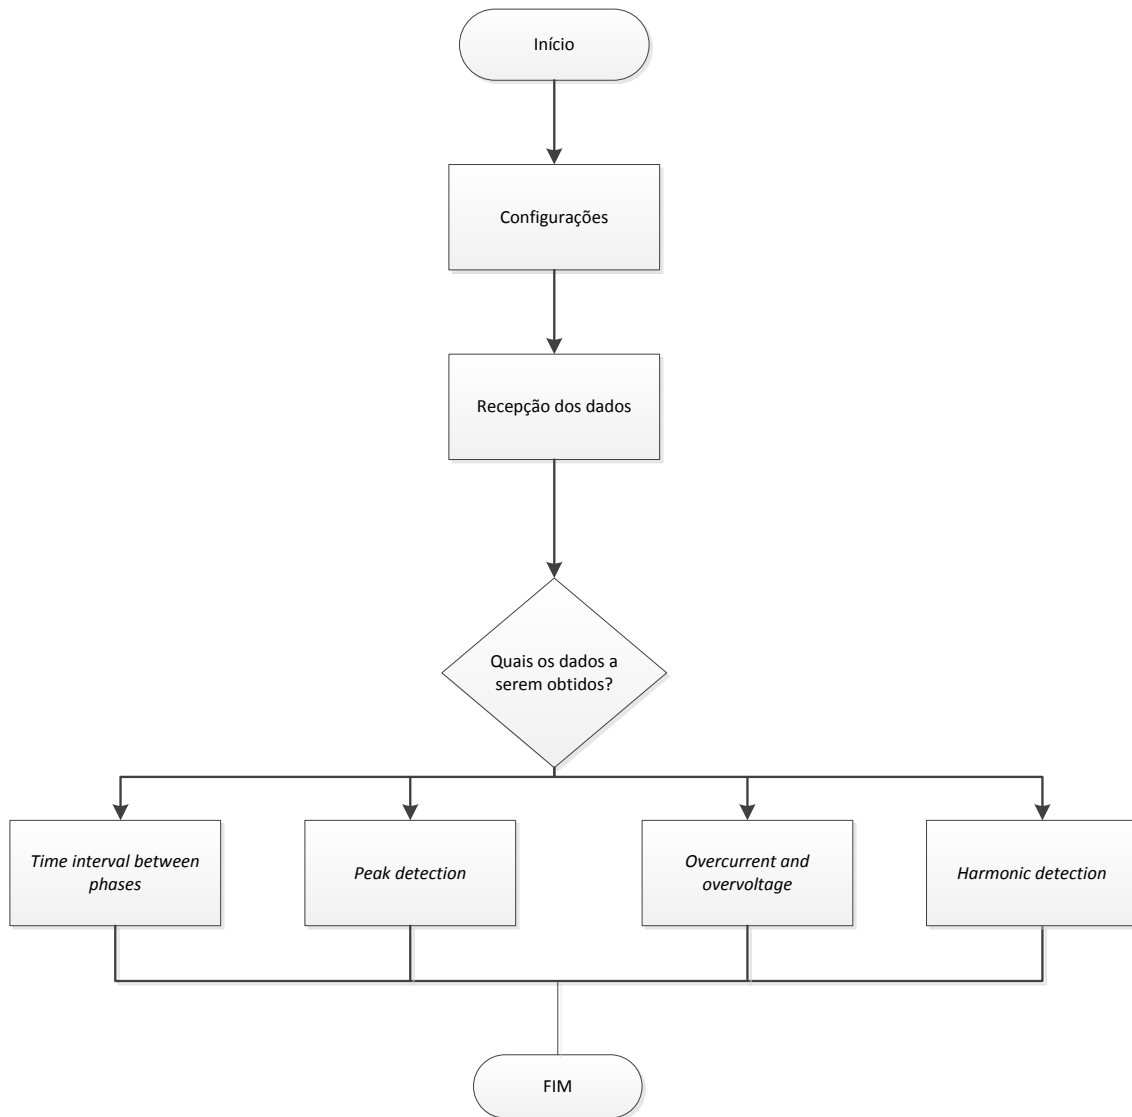 Início
Configurações
Recepção dos dados
Quais os dados a
serem obtidos?
Time interval between
phases
Peak detection
Overcurrent and
overvoltage
Harmonic detection
FIM